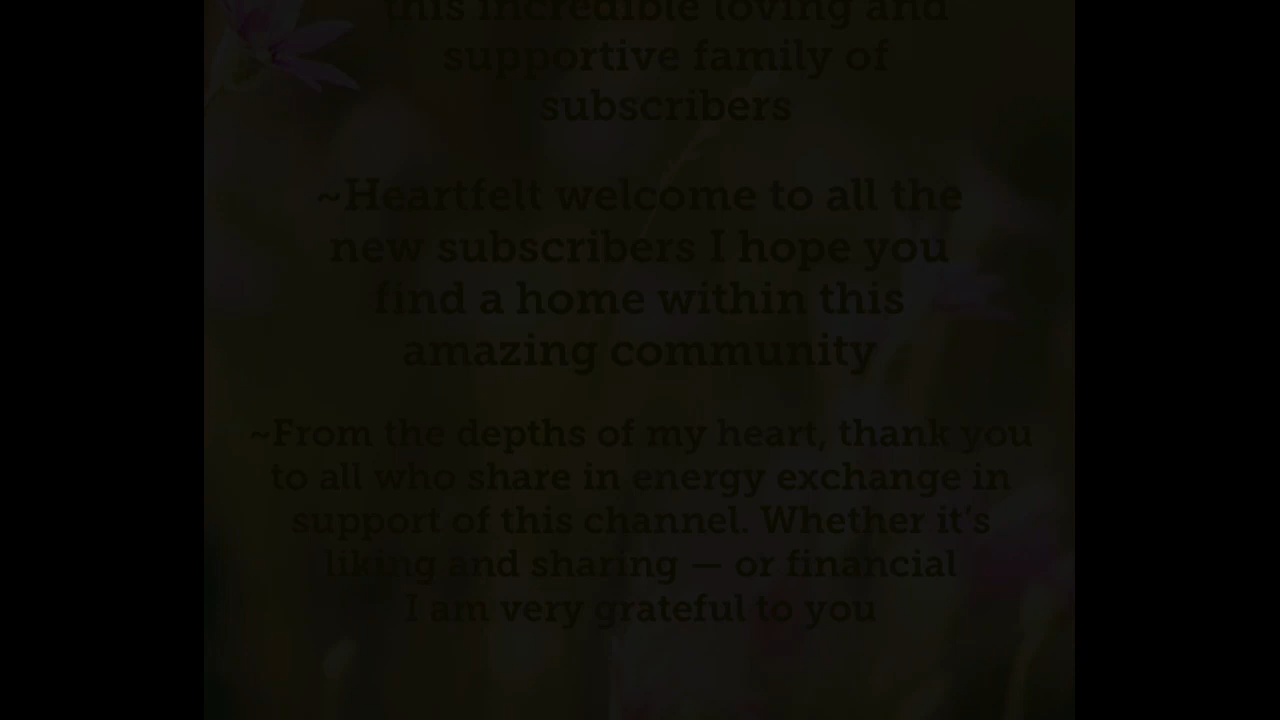 this incredible loving and
supportive family of
subscribers
~Heartfelt welcome to all the
new subscribers I hope you
find a home within this
amazing community
~From the depths of my heart, thank you
to all who share in energy exchange in
support of this channel. Whether it’s
liking and sharing — or financial
I am very grateful to you